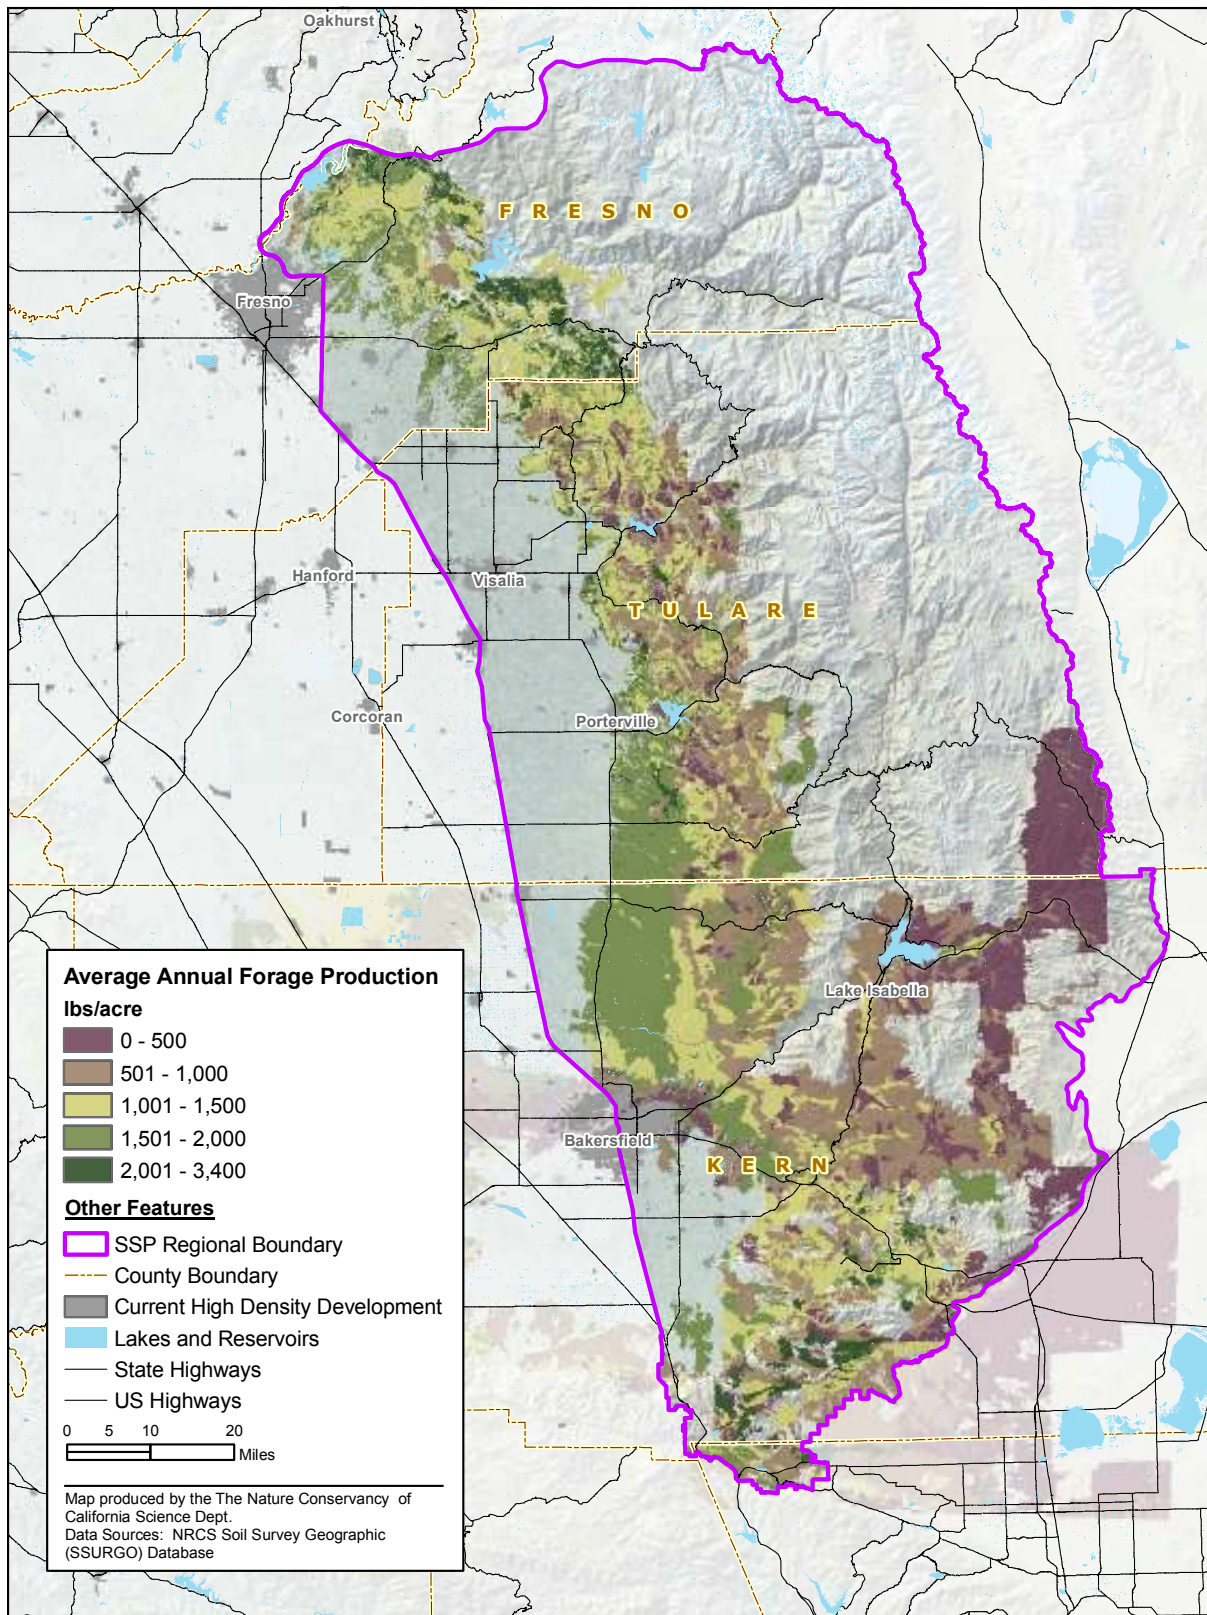 Oakhurst
FRESNO
Fresno
Hanford
Visalia
TULARE
Corcoran
Porterville
Lake Isabella
Bakersfield
KERN
Average Annual Forage Production
lbs/acre
0 - 500
501 - 1,000
1,001 - 1,500
1,501 - 2,000
2,001 - 3,400
Other Features
SSP Regional Boundary
County Boundary
Current High Density Development
Lakes and Reservoirs
State Highways
US Highways
0 5 10 20
Miles
Map produced by the The Nature Conservancy of
California Science Dept.
Data Sources: NRCS Soil Survey Geographic
(SSURGO) Database